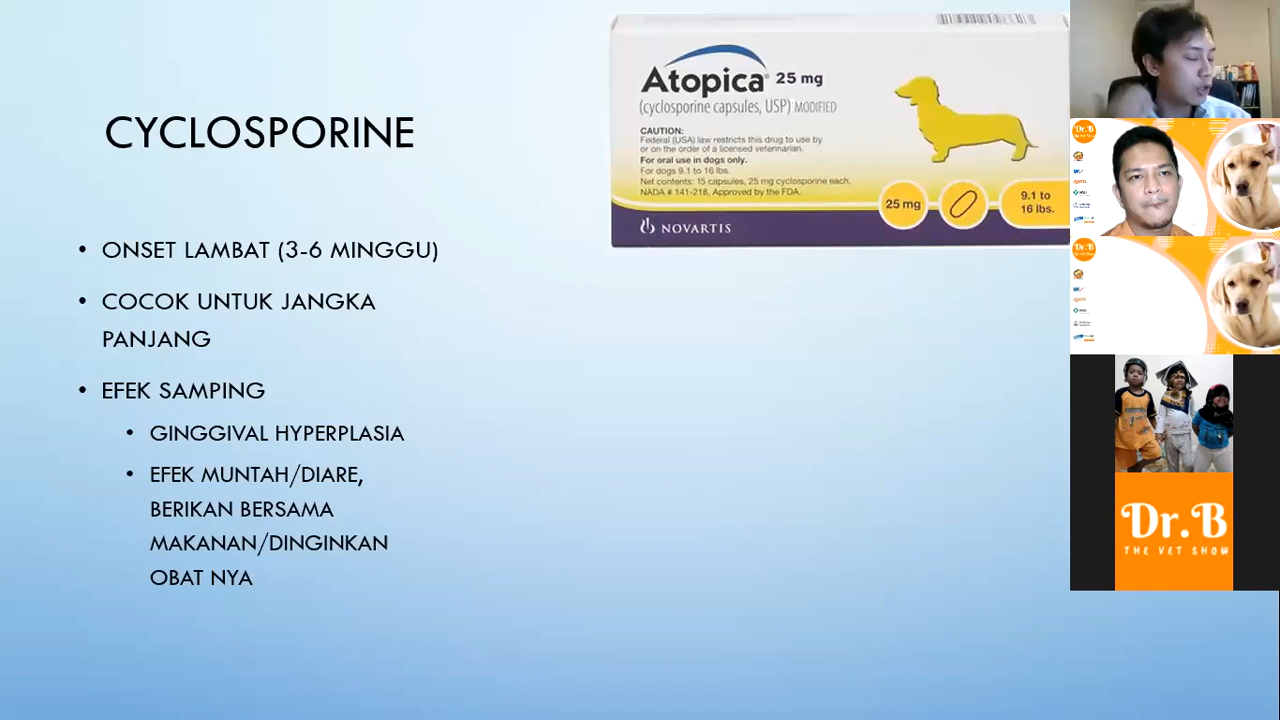 CYCLOSPORINE
• ONSET LAMBAT (3-6 MINGGU)
• COCOK UNTUK JANGKA
PANJANG
• EFEK SAMPING
• GINGGIVAL HYPERPLASIA
• EFEK MUNTAH/DIARE,
BERIKAN BERSAMA
MAKANAN/DINGINKAN
OBAT NYA
Atopica® 25 mg
(cyclosporine capsules, USP) MODIFIED
CAUTION:
Federal (USA) law restricts this drug to use by
or on the order of a licensed veterinarian.
For oral use in dogs only.
For dogs 9.1 to 16 lbs.
Net contents: 15 capsules, 25 mg cyclosporine each.
NADA # 141-218, Approved by the FDA.
25 mg
9.1 to
16 lbs.
NOVARTIS
Dr.B
Dr.B
Dr.B
THE VET SHOW